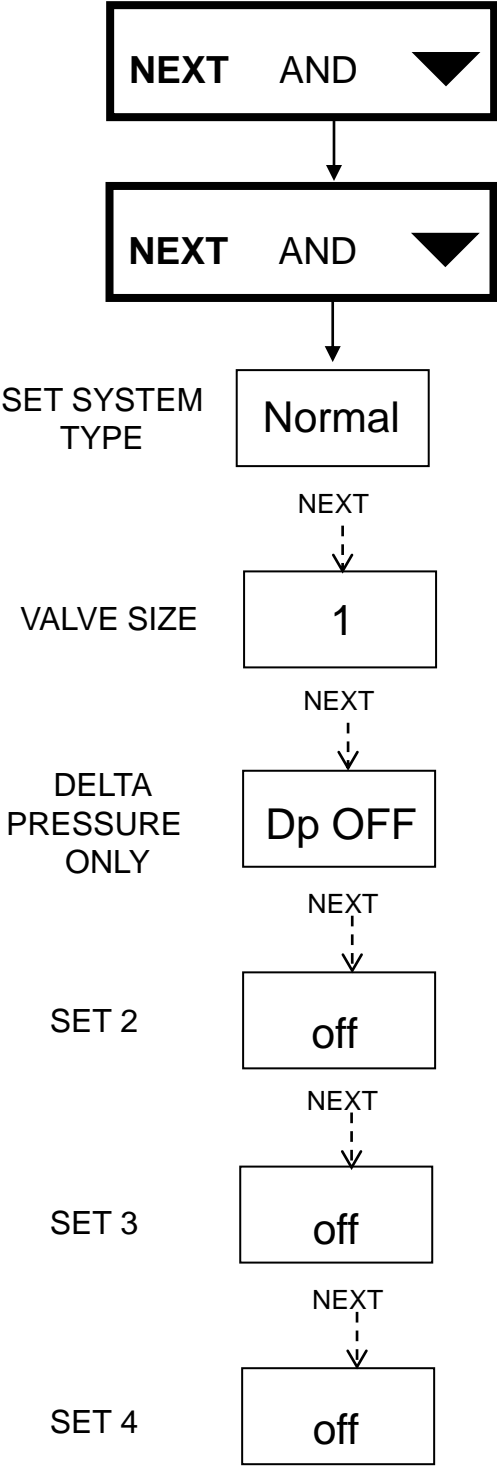 NEXT AND
NEXT AND
SET SYSTEM
TYPE
Normal
NEXT
VALVE SIZE
1
NEXT
DELTA
PRESSURE
ONLY
Dp OFF
NEXT
SET 2
off
NEXT
SET 3
off
NEXT
SET 4
off